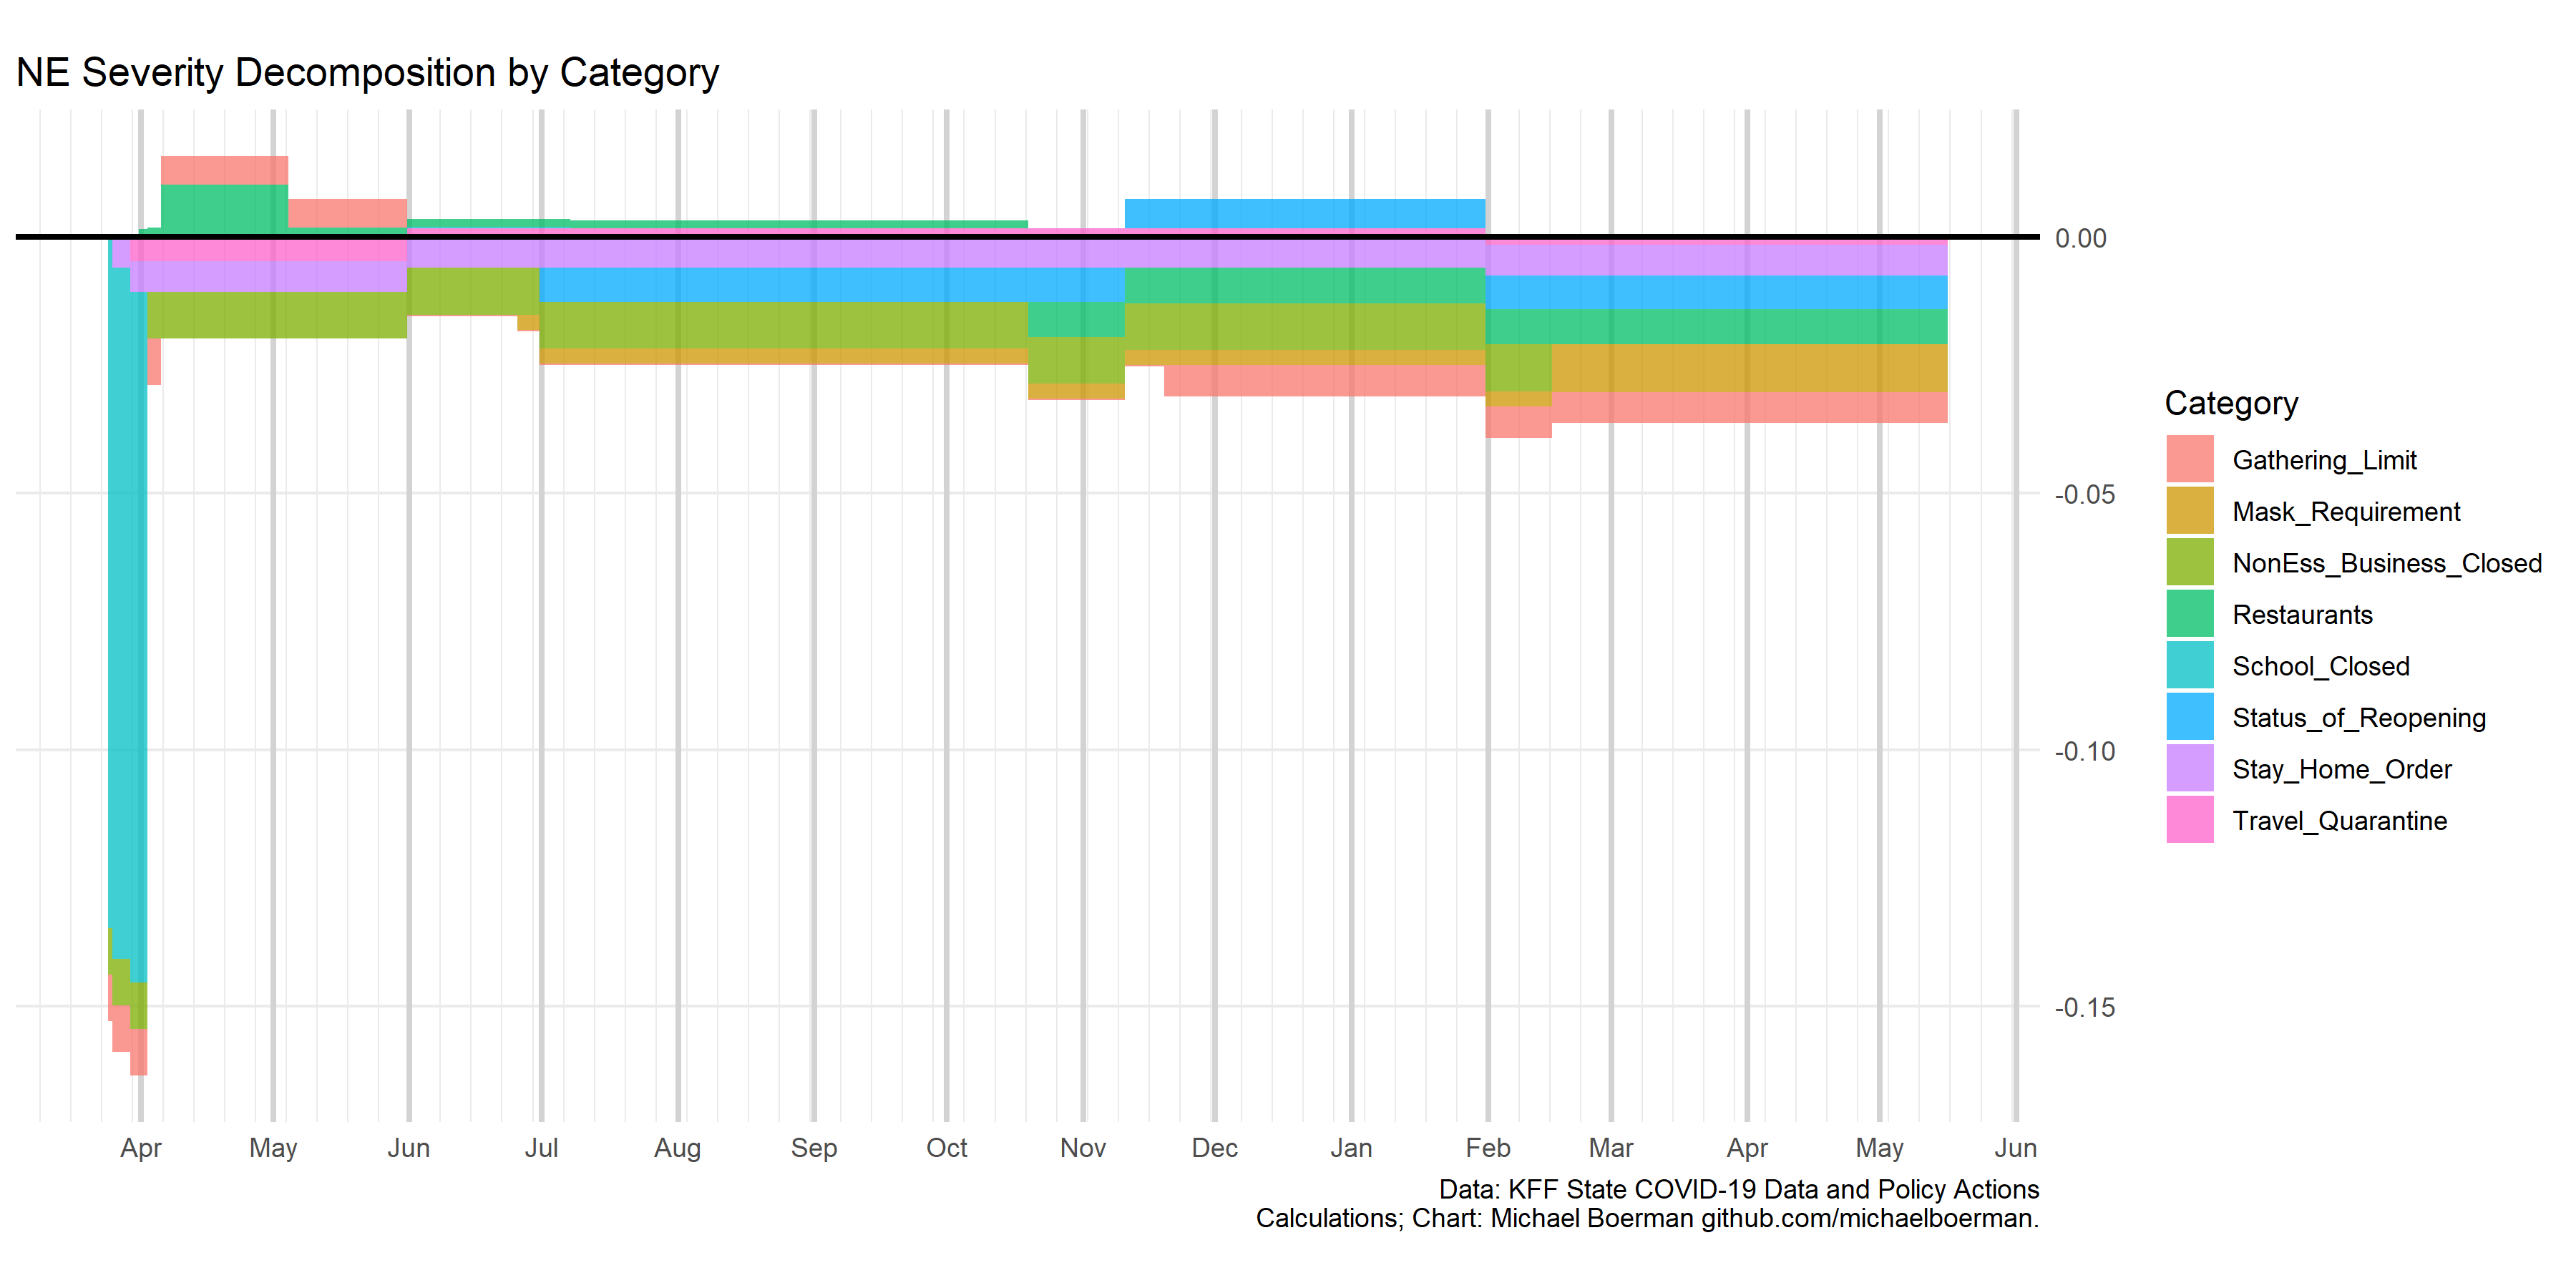 NE Severity Decomposition by Category
0.00
-0.05
-0.10
-0.15
Apr May Jun Jul Aug Sep Oct Nov Dec Jan Feb Mar Apr May Jun
Category
Gathering_Limit
Mask_Requirement
NonEss_Business_Closed
Restaurants
School_Closed
Status_of_Reopening
Stay_Home_Order
Travel_Quarantine
Data: KFF State COVID-19 Data and Policy Actions
Calculations; Chart: Michael Boerman github.com/michaelboerman.